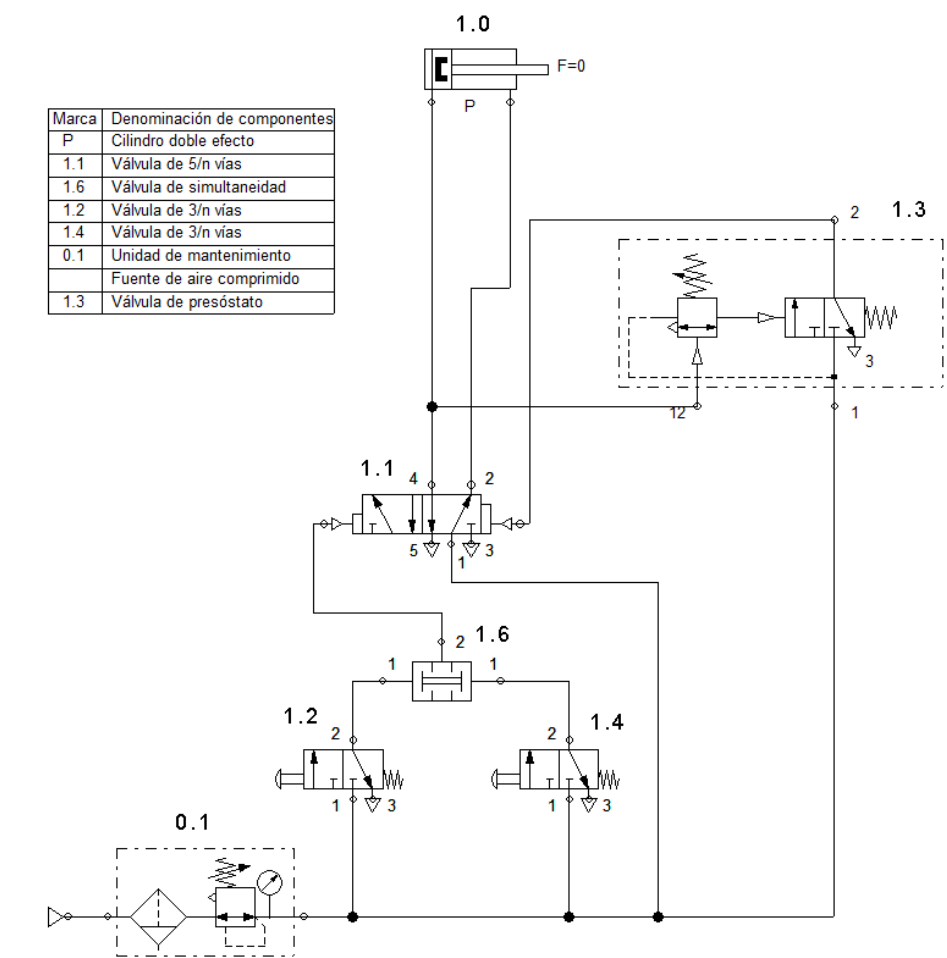 1.0
F=0
P
Marca Denominación de componentes
P Cilindro doble efecto
1.1 Válvula de 5/n vías
1.6 Válvula de simultaneidad
1.2 Válvula de 3/n vías
1.4 Válvula de 3/n vías
0.1 Unidad de mantenimiento
Fuente de aire comprimido
1.3 Válvula de presóstato
2 1.3
3
12 1
1.1 4 2
5 1 3
2 1.6
1 1
1.2 2
2 1.4
1 3
1 3
0.1